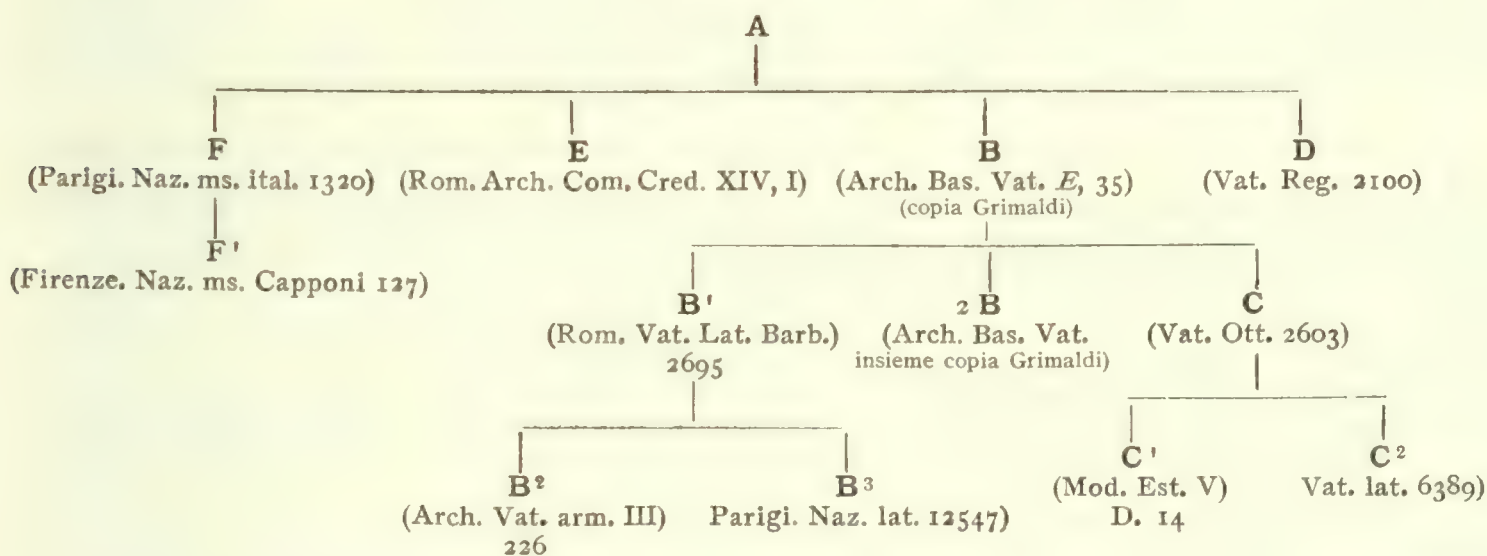 A
F E B D
(Parigi. Naz. ms. ital. 1320) (Rom. Arch. Com. Cred. XIV, I) (Arch. Bas. Vat. E, 35) (Vat. Reg. 2100)
(copia Grimaldi)
F'
(Firenze. Naz. ms. Capponi 127)
B' 2 B C
(Rom. Vat. Lat. Barb.) (Arch. Bas. Vat. (Vat. Ott. 2603)
2695 insieme copia Grimaldi)
B² B³ C' C²
(Arch. Vat. arm. III) Parigi. Naz. lat. 12547) (Mod. Est. V) Vat. lat. 6389)
226 D. 14